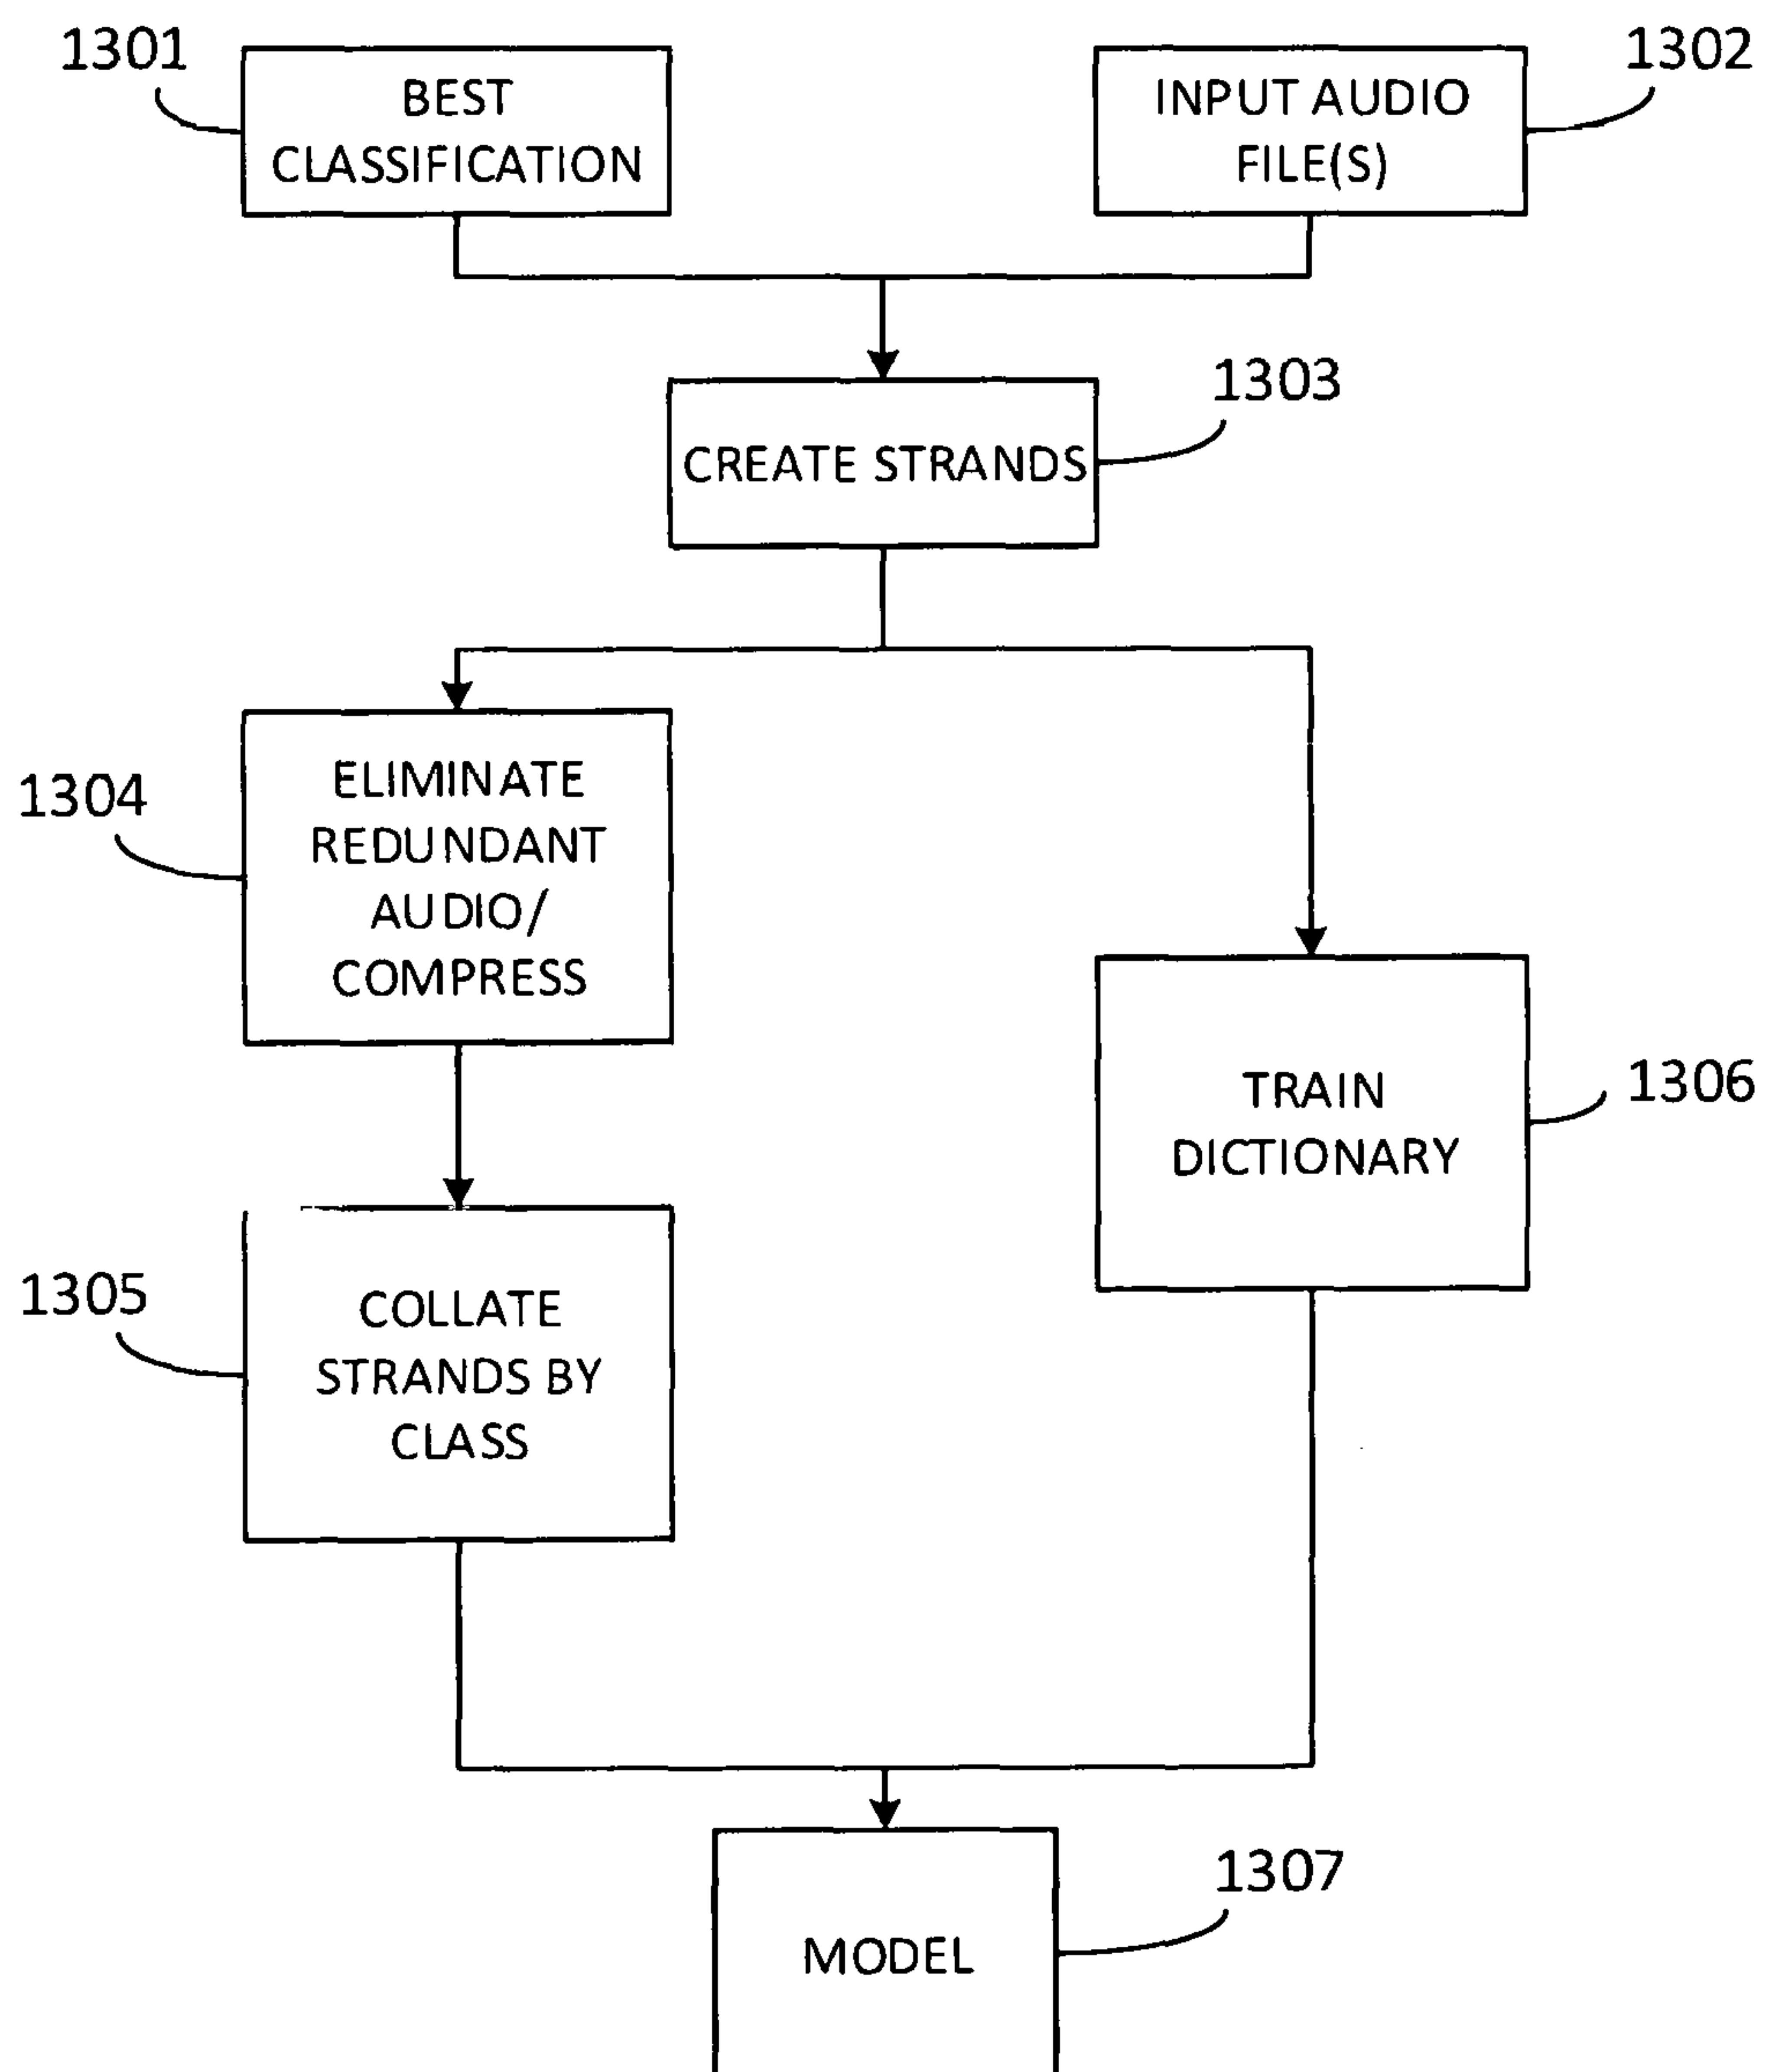 1301
BEST
CLASSIFICATION
1302
INPUT AUDIO
FILE(S)
1303
CREATE STRANDS
1304
ELIMINATE
REDUNDANT
AUDIO/
COMPRESS
1305
COLLATE
STRANDS BY
CLASS
1306
TRAIN
DICTIONARY
1307
MODEL